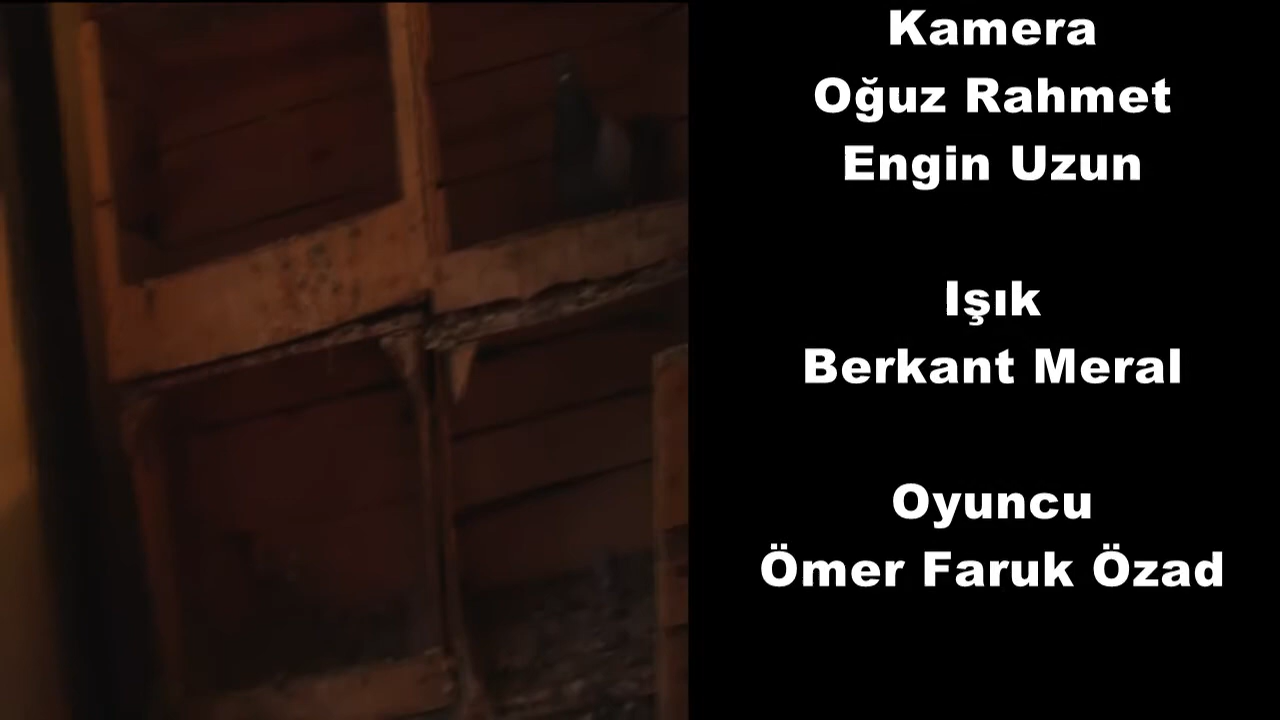 Kamera
Oğuz Rahmet
Engin Uzun
Işık
Berkant Meral
Oyuncu
Ömer Faruk Özad